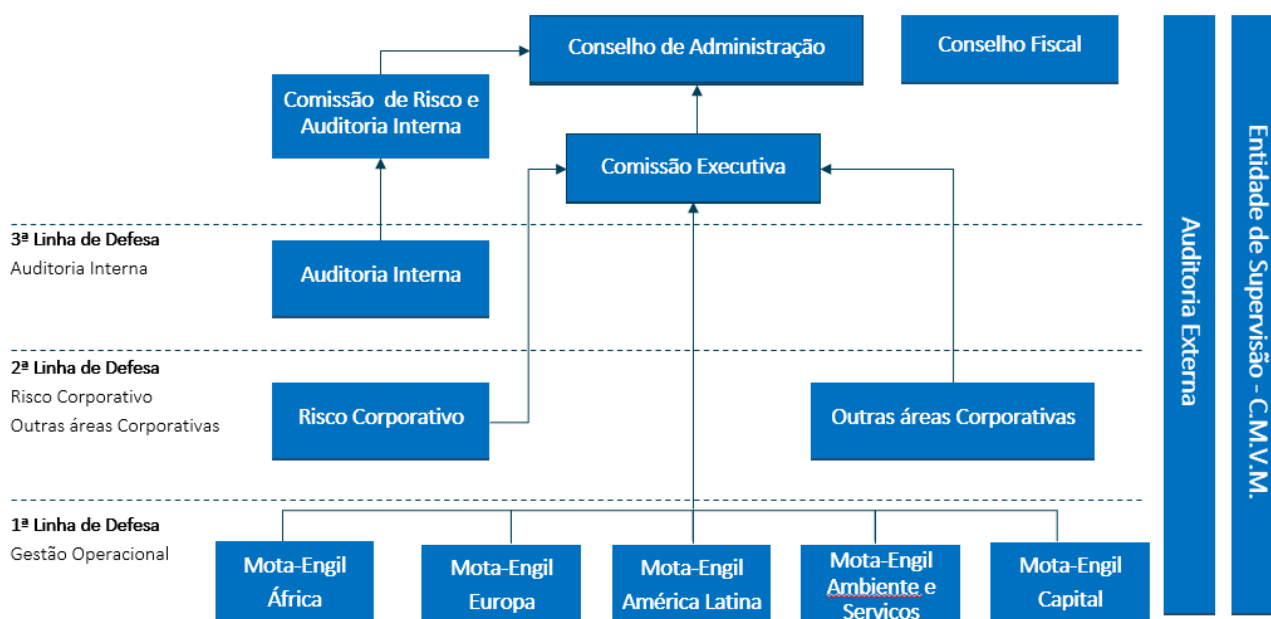 Conselho de Administração
Conselho Fiscal
Comissão de Risco e
Auditoria Interna
Comissão Executiva
3ª Linha de Defesa
Auditoria Interna
Auditoria Interna
2ª Linha de Defesa
Risco Corporativo
Outras áreas Corporativas
Risco Corporativo
Outras áreas Corporativas
1ª Linha de Defesa
Gestão Operacional
Mota-Engil
África
Mota-Engil
Europa
Mota-Engil
América Latina
Mota-Engil
Ambiente e
Serviços
Mota-Engil
Capital
Auditoria Externa
Entidade de Supervisão - C.M.V.M.